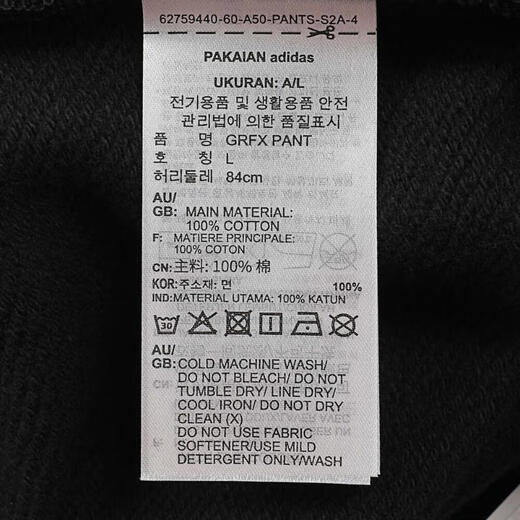 62759440-60-A50-PANTS-S2A-4
PAKAIAN adidas
UKURAN: A/L
전기용품 및 생활용품 안전
관리법에 의한 품질표시
품 명 GRFX PANT
호 칭 L
허리둘레 84cm
AU/
GB: MAIN MATERIAL:
100% COTTON
F: MATIERE PRINCIPALE:
100% COTON
CN: 主料: 100% 棉
KOR: 주소재: 면 100%
IND: MATERIAL UTAMA: 100% KATUN
30
AU/
GB: COLD MACHINE WASH/
DO NOT BLEACH/ DO NOT
TUMBLE DRY/ LINE DRY/
COOL IRON/ DO NOT DRY
CLEAN (X)
DO NOT USE FABRIC
SOFTENER/USE MILD
DETERGENT ONLY/WASH